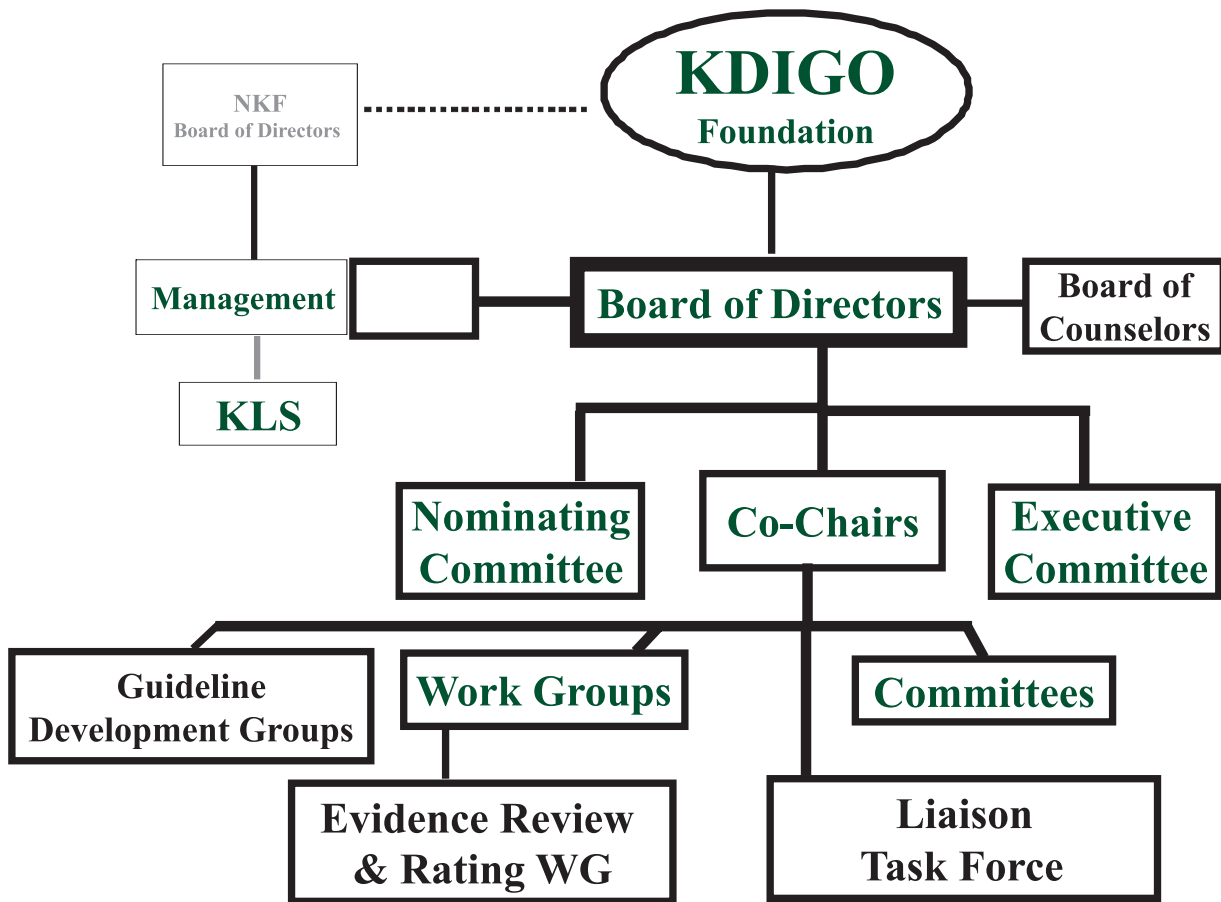 KDIGO
Foundation
NKF
Board of Directors
Management
Board of Directors
Board of
Counselors
KLS
Nominating
Committee
Co-Chairs
Executive
Committee
Guideline
Development Groups
Work Groups
Committees
Evidence Review
& Rating WG
Liaison
Task Force